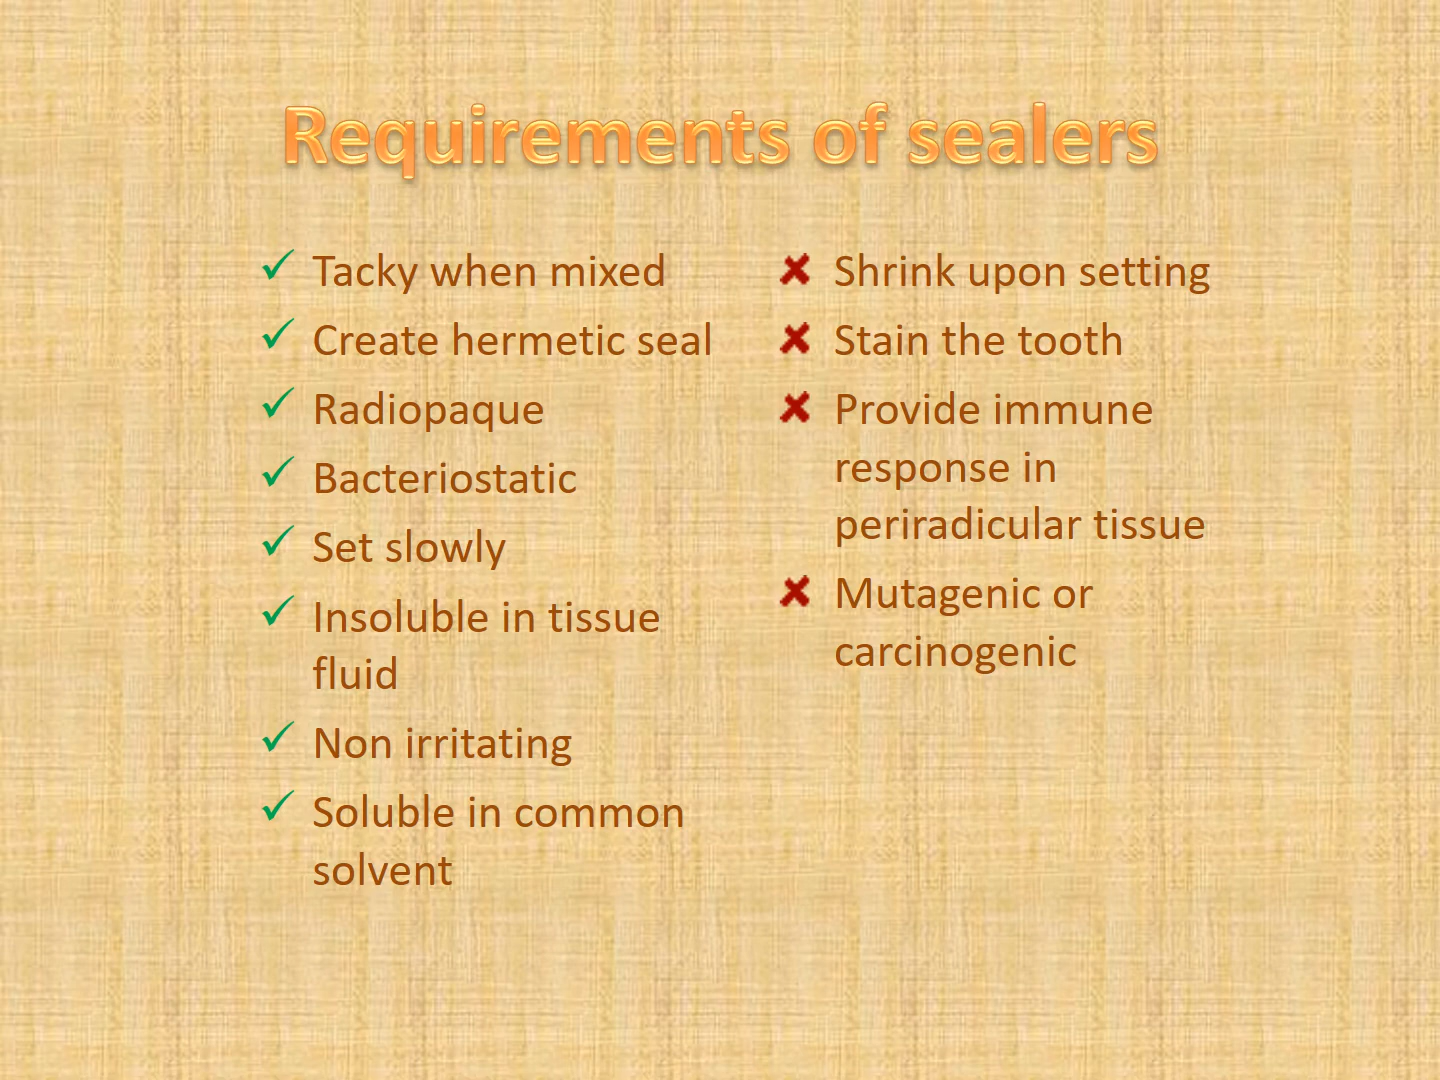 Requirements of sealers
Tacky when mixed
Create hermetic seal
Radiopaque
Bacteriostatic
Set slowly
Insoluble in tissue
fluid
Non irritating
Soluble in common
solvent
Shrink upon setting
Stain the tooth
Provide immune
response in
periradicular tissue
Mutagenic or
carcinogenic